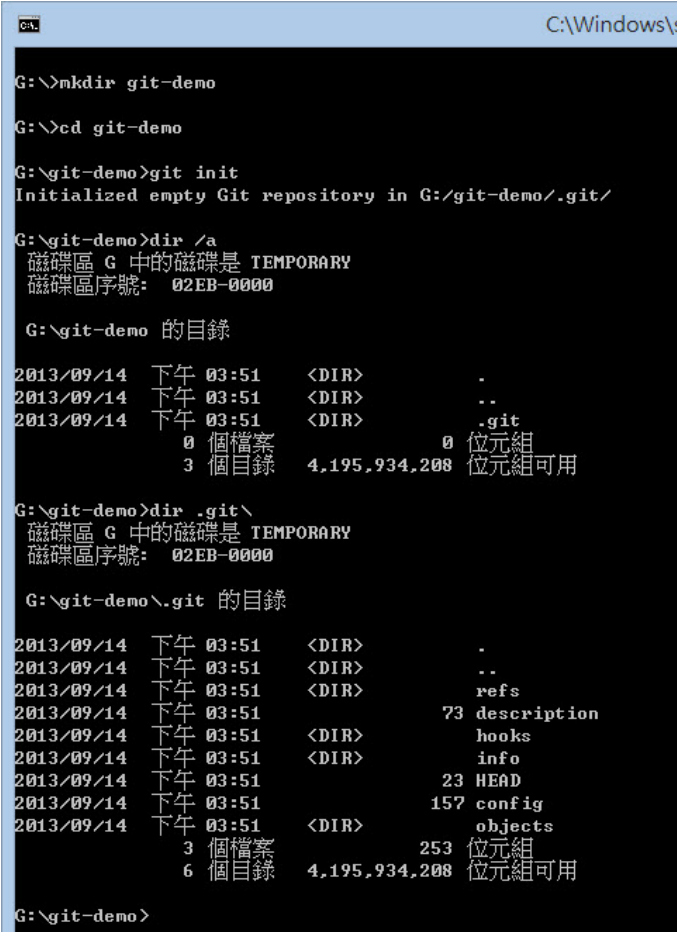 C:\Windows\s
G:\>mkdir git-demo
G:\>cd git-demo
G:\git-demo>git init
Initialized empty Git repository in G:/git-demo/.git/
G:\git-demo>dir /a
磁碟區 G 中的磁碟是 TEMPORARY
磁碟區序號: 02EB-0000
G:\git-demo 的目錄
2013/09/14 下午 03:51 <DIR> .
2013/09/14 下午 03:51 <DIR> ..
2013/09/14 下午 03:51 <DIR> .git
0 個檔案 0 位元組
3 個目錄 4,195,934,208 位元組可用
G:\git-demo>dir .git\
磁碟區 G 中的磁碟是 TEMPORARY
磁碟區序號: 02EB-0000
G:\git-demo\.git 的目錄
2013/09/14 下午 03:51 <DIR> .
2013/09/14 下午 03:51 <DIR> ..
2013/09/14 下午 03:51 <DIR> refs
2013/09/14 下午 03:51 73 description
2013/09/14 下午 03:51 <DIR> hooks
2013/09/14 下午 03:51 <DIR> info
2013/09/14 下午 03:51 23 HEAD
2013/09/14 下午 03:51 157 config
2013/09/14 下午 03:51 <DIR> objects
3 個檔案 253 位元組
6 個目錄 4,195,934,208 位元組可用
G:\git-demo>